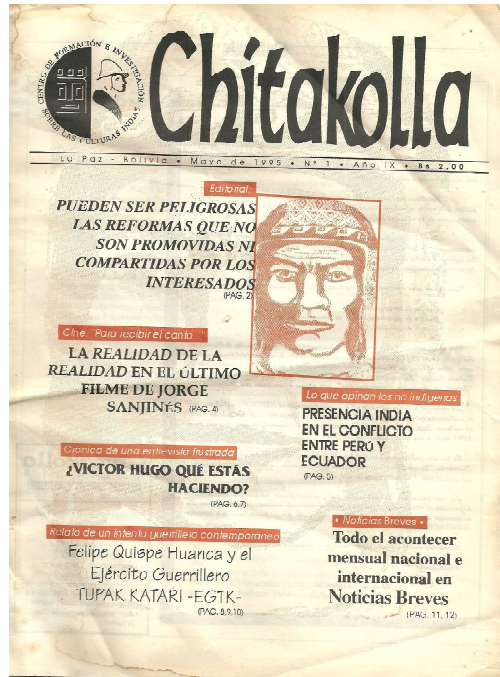 CENTRO DE FORMACIÓN E INVESTIGACIÓN
SOBRE LAS CULTURAS INDIAS
Chitakolla
La Paz - Bolivia • Mayo de 1995 • Nº 1 • Año IX • Bs 2,00
Editorial:
PUEDEN SER PELIGROSAS
LAS REFORMAS QUE NO
SON PROMOVIDAS NI
COMPARTIDAS POR LOS
INTERESADOS
(PAG. 2)
Cine: "Para recibir el canto..."
LA REALIDAD DE LA
REALIDAD EN EL ÚLTIMO
FILME DE JORGE
SANJINÉS (PAG. 4)
Lo que opinan los no indígenas
PRESENCIA INDIA
EN EL CONFLICTO
ENTRE PERÚ Y
ECUADOR
(PAG. 5)
Crónica de una entrevista frustrada
¿VICTOR HUGO QUÉ ESTÁS
HACIENDO?
(PAG. 6,7)
Relato de un intento guerrillero contemporáneo
Felipe Quispe Huanca y el
Ejército Guerrillero
TUPAK KATARI -EGTK-
(PAG. 8,9,10)
• Noticias Breves •
Todo el acontecer
mensual nacional e
internacional en
Noticias Breves
(PAG. 11, 12)